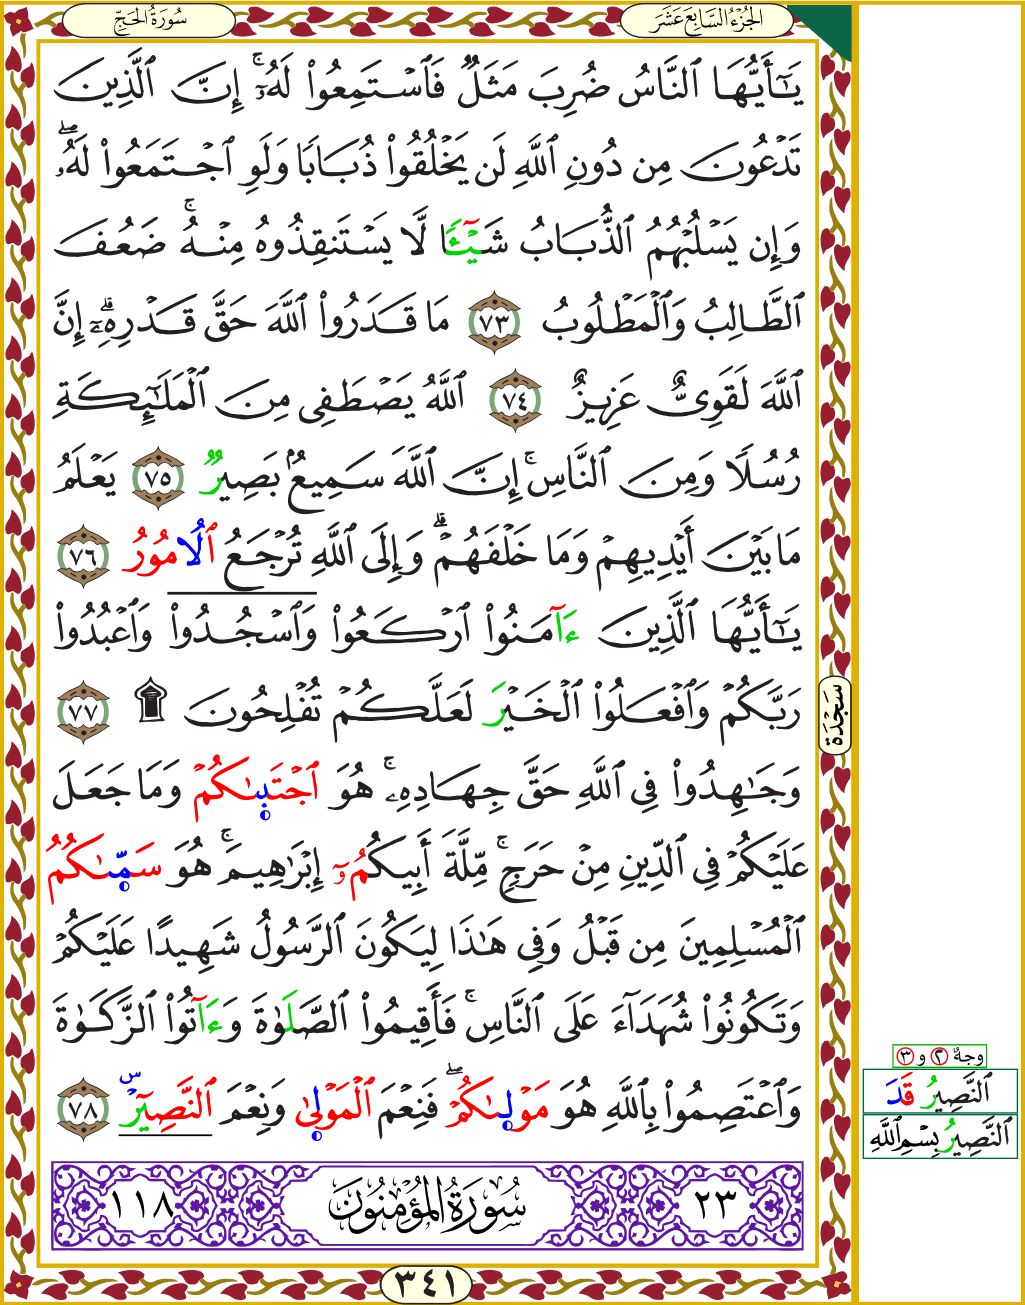 سُورَةُ الحَجِّ
الجُزْءُ السَّابِعَ عَشَرَ
يَٰٓأَيُّهَا ٱلنَّاسُ ضُرِبَ مَثَلٌ فَٱسْتَمِعُوا۟ لَهُۥٓ ۚ إِنَّ ٱلَّذِينَ
تَدْعُونَ مِن دُونِ ٱللَّهِ لَن يَخْلُقُوا۟ ذُبَابًا وَلَوِ ٱجْتَمَعُوا۟ لَهُۥ ۖ
وَإِن يَسْلُبْهُمُ ٱلذُّبَابُ شَيْـًٔا لَّا يَسْتَنقِذُوهُ مِنْهُ ۚ ضَعُفَ
ٱلطَّالِبُ وَٱلْمَطْلُوبُ ٧٣ مَا قَدَرُوا۟ ٱللَّهَ حَقَّ قَدْرِهِۦٓ ۗ إِنَّ
ٱللَّهَ لَقَوِىٌّ عَزِيزٌ ٧٤ ٱللَّهُ يَصْطَفِى مِنَ ٱلْمَلَٰٓئِكَةِ
رُسُلًا وَمِنَ ٱلنَّاسِ ۚ إِنَّ ٱللَّهَ سَمِيعٌۢ بَصِيرٌ ٧٥ يَعْلَمُ
مَا بَيْنَ أَيْدِيهِمْ وَمَا خَلْفَهُمْ ۗ وَإِلَى ٱللَّهِ تُرْجَعُ ٱلُامُورُ ٧٦
يَٰٓأَيُّهَا ٱلَّذِينَ ءَآمَنُوا۟ ٱرْكَعُوا۟ وَٱسْجُدُوا۟ وَٱعْبُدُوا۟
رَبَّكُمْ وَٱفْعَلُوا۟ ٱلْخَيْرَ لَعَلَّكُمْ تُفْلِحُونَ ۩ ٧٧
سَجْدَة
وَجَٰهِدُوا۟ فِى ٱللَّهِ حَقَّ جِهَادِهِۦ ۚ هُوَ ٱجْتَبَىٰكُمْ وَمَا جَعَلَ
عَلَيْكُمْ فِى ٱلدِّينِ مِنْ حَرَجٍ ۚ مِّلَّةَ أَبِيكُمُۥٓ إِبْرَٰهِيمَ ۚ هُوَ سَمَّىٰكُمُ
ٱلْمُسْلِمِينَ مِن قَبْلُ وَفِى هَٰذَا لِيَكُونَ ٱلرَّسُولُ شَهِيدًا عَلَيْكُمْ
وَتَكُونُوا۟ شُهَدَآءَ عَلَى ٱلنَّاسِ ۚ فَأَقِيمُوا۟ ٱلصَّلَوٰةَ وَءَآتُوا۟ ٱلزَّكَوٰةَ
وَٱعْتَصِمُوا۟ بِٱللَّهِ هُوَ مَوْلَىٰكُمْ ۖ فَنِعْمَ ٱلْمَوْلَىٰ وَنِعْمَ ٱلنَّصِيرُ س ٧٨
وجهٌ ٢ و ٣
ٱلنَّصِيرُ قَدَ
ٱلنَّصِيرُ بِسْمِ ٱللَّهِ
٢٣ سُورَةُ المُؤْمِنُونَ ١١٨
٣٤١